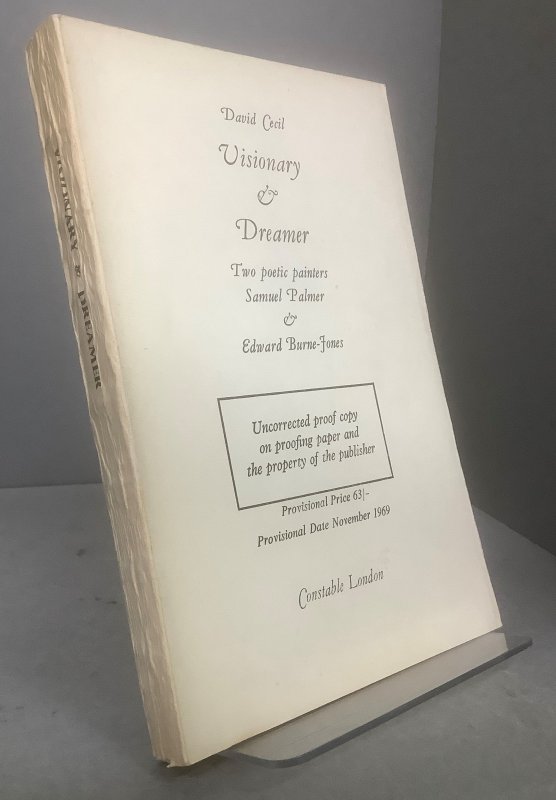 David Cecil
Visionary
&
Dreamer
Two poetic painters
Samuel Palmer
&
Edward Burne-Jones
Uncorrected proof copy
on proofing paper and
the property of the publisher
Provisional Price 63/-
Provisional Date November 1969
Constable London
VISIONARY & DREAMER